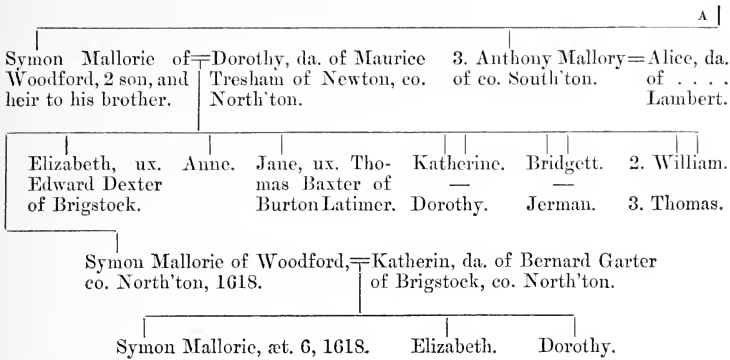 A
Symon Mallorie of=Dorothy, da. of Maurice 3. Anthony Mallory=Alice, da.
Woodford, 2 son, and Tresham of Newton, co. of co. South'ton. of . . . .
heir to his brother. North'ton. Lambert.
Elizabeth, ux. Anne. Jane, ux. Tho- Katherine. Bridgett. 2. William.
Edward Dexter mas Baxter of — —
of Brigstock. Burton Latimer. Dorothy. Jerman. 3. Thomas.
Symon Mallorie of Woodford,=Katherin, da. of Bernard Garter
co. North'ton, 1618. of Brigstock, co. North'ton.
Symon Mallorie, æt. 6, 1618. Elizabeth. Dorothy.